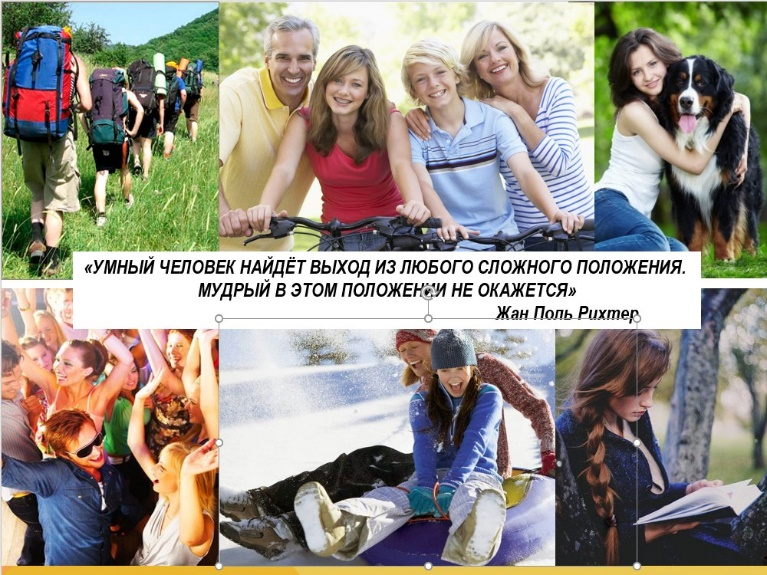 «УМНЫЙ ЧЕЛОВЕК НАЙДЁТ ВЫХОД ИЗ ЛЮБОГО СЛОЖНОГО ПОЛОЖЕНИЯ.
МУДРЫЙ В ЭТОМ ПОЛОЖЕНИИ НЕ ОКАЖЕТСЯ»
Жан Поль Рихтер